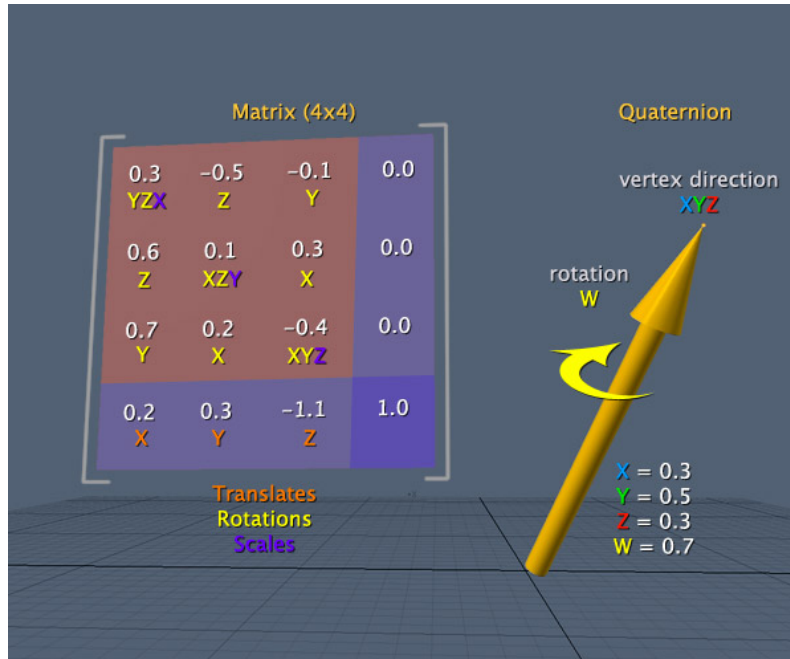 Matrix (4x4)
0.3 −0.5 −0.1 0.0
YZX Z Y
0.6 0.1 0.3 0.0
Z XZY X
0.7 0.2 −0.4 0.0
Y X XYZ
0.2 0.3 −1.1 1.0
X Y Z
Translates
Rotations
Scales
Quaternion
vertex direction
XYZ
rotation
W
X = 0.3
Y = 0.5
Z = 0.3
W = 0.7